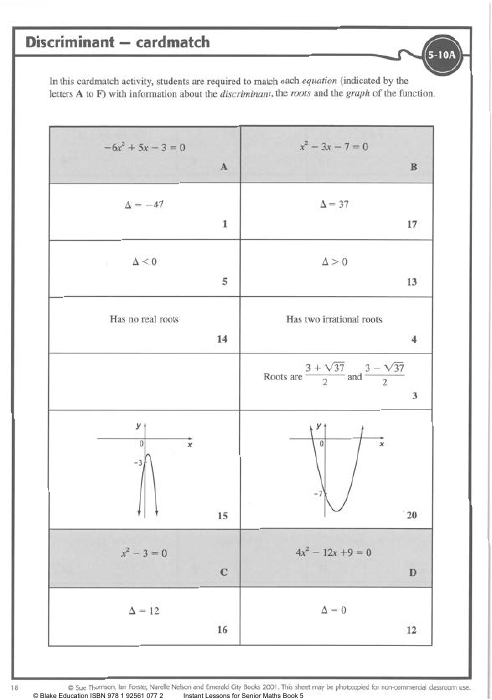 Discriminant — cardmatch
5-10A
In this cardmatch activity, students are required to match each equation (indicated by the
letters A to F) with information about the discriminant, the roots and the graph of the function.
−6x² + 5x − 3 = 0
A
x² − 3x − 7 = 0
B
Δ = −47
1
Δ = 37
17
Δ < 0
5
Δ > 0
13
Has no real roots
14
Has two irrational roots
4
Roots are (3 + √37)/2 and (3 − √37)/2
3
y
0
x
−3
15
y
0
x
−7
20
x² − 3 = 0
C
4x² − 12x +9 = 0
D
Δ = 12
16
Δ = 0
12
18
© Sue Thomson, Ian Forster, Narelle Nelson and Emerald City Books 2001. This sheet may be photocopied for non-commercial classroom use.
© Blake Education ISBN 978 1 92561 077 2 Instant Lessons for Senior Maths Book 5